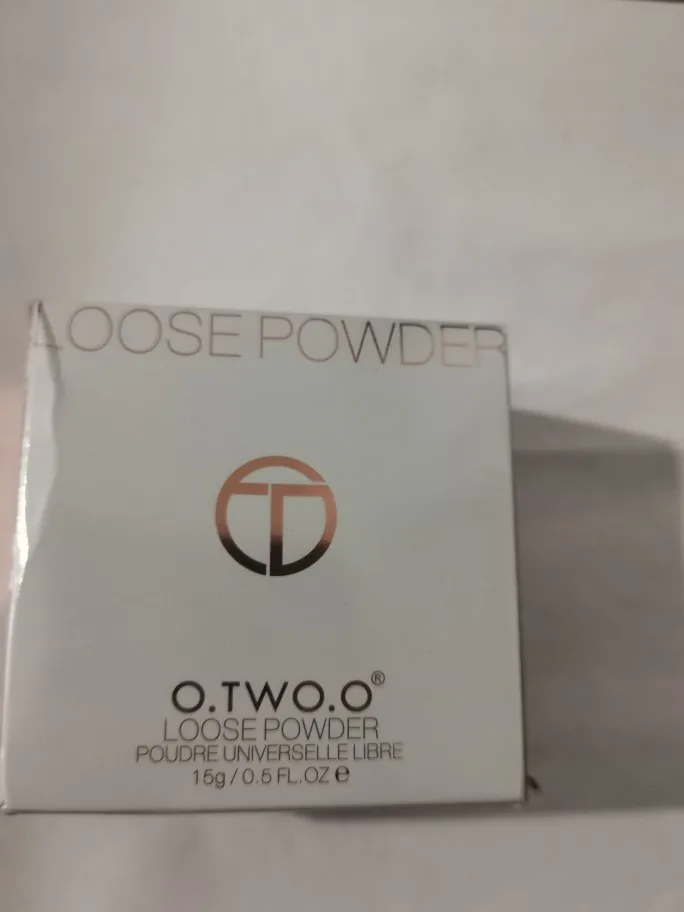 LOOSE POWDER
O.TWO.O®
LOOSE POWDER
POUDRE UNIVERSELLE LIBRE
15g/0.5 FL.OZ ℮